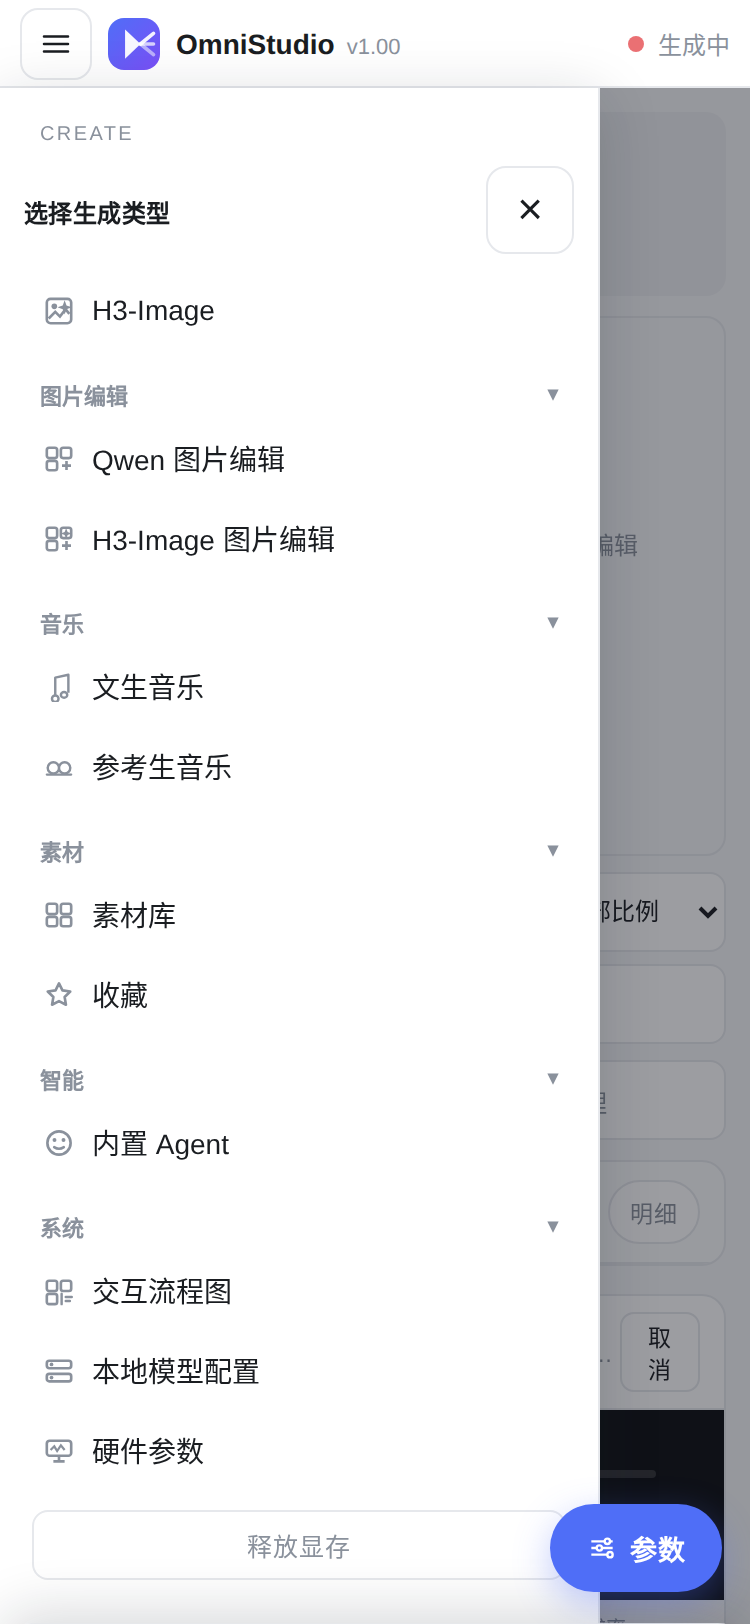 OmniStudio v1.00
生成中
CREATE
选择生成类型
H3-Image
图片编辑
Qwen 图片编辑
H3-Image 图片编辑
编辑
音乐
文生音乐
参考生音乐
素材
素材库
部比例
收藏
智能
理
内置 Agent
明细
系统
交互流程图
取
消
本地模型配置
硬件参数
释放显存
参数